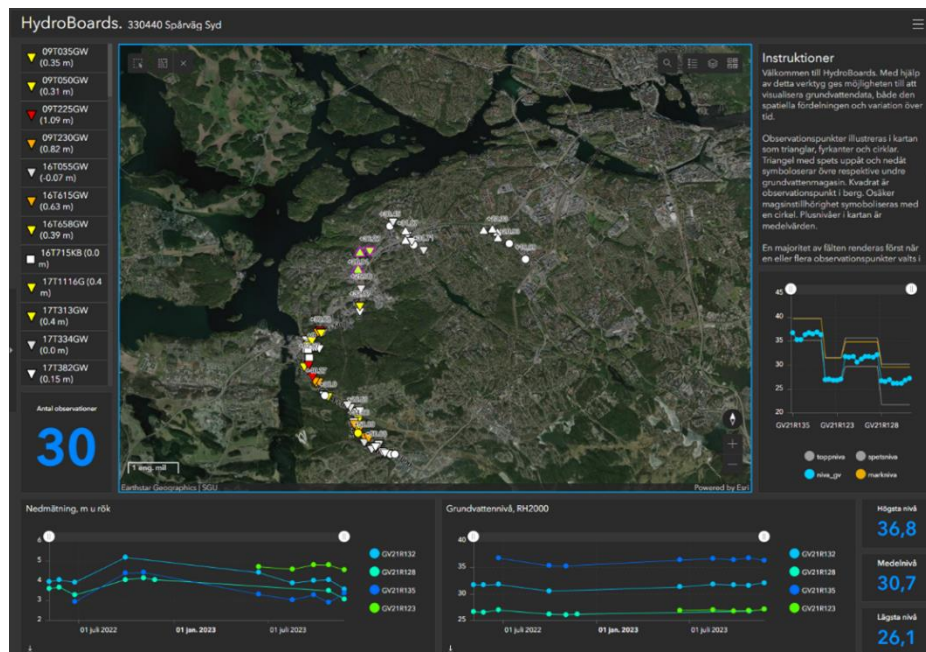 HydroBoards. 330440 Spårväg Syd
09T035GW
(0.35 m)
09T050GW
(0.31 m)
09T225GW
(1.09 m)
09T230GW
(0.82 m)
16T055GW
(-0.07 m)
16T615GW
(0.63 m)
16T658GW
(0.39 m)
16T715KB (0.0
m)
17T1116G (0.4
m)
17T313GW
(0.4 m)
17T334GW
(0.0 m)
17T382GW
(0.15 m)
Antal observationer
30
1 eng. mil
Earthstar Geographics | SGU
Powered by Esri
Instruktioner
Välkommen till HydroBoards. Med hjälp
av detta verktyg ges möjligheten till att
visualisera grundvattendata, både den
spatiella fördelningen och variation över
tid.
Observationspunkter illustreras i kartan
som trianglar, fyrkanter och cirklar.
Triangel med spets uppåt och nedåt
symboloserar övre respektive undre
grundvattenmagasin. Kvadrat är
observationspunkt i berg. Osäker
magsinstillhörighet symboliseras med
en cirkel. Plusnivåer i kartan är
medelvärden.
En majoritet av fälten renderas först när
en eller flera observationspunkter valts i
45
40
35
30
25
20
GV21R135 GV21R123 GV21R128
toppniva spetsniva
niva_gv markniva
Nedmätning, m u rök
6
5
4
3
2
01 juli 2022 01 jan. 2023 01 juli 2023
GV21R132
GV21R128
GV21R135
GV21R123
Grundvattennivå, RH2000
40
35
30
25
01 juli 2022 01 jan. 2023 01 juli 2023
GV21R132
GV21R128
GV21R135
GV21R123
Högsta nivå
36,8
Medelnivå
30,7
Lägsta nivå
26,1